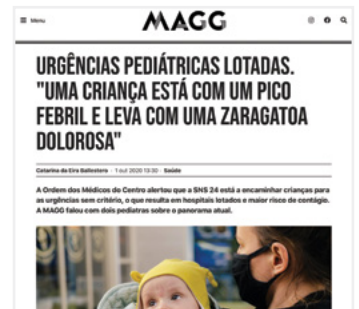 Menu
MAGG
URGÊNCIAS PEDIÁTRICAS LOTADAS.
"UMA CRIANÇA ESTÁ COM UM PICO
FEBRIL E LEVA COM UMA ZARAGATOA
DOLOROSA"
Catarina da Eira Ballestero · 1 out 2020 13:30 · Saúde
A Ordem dos Médicos do Centro alertou que a SNS 24 está a encaminhar crianças para
as urgências sem critério, o que resulta em hospitais lotados e maior risco de contágio.
A MAGG falou com dois pediatras sobre o panorama atual.